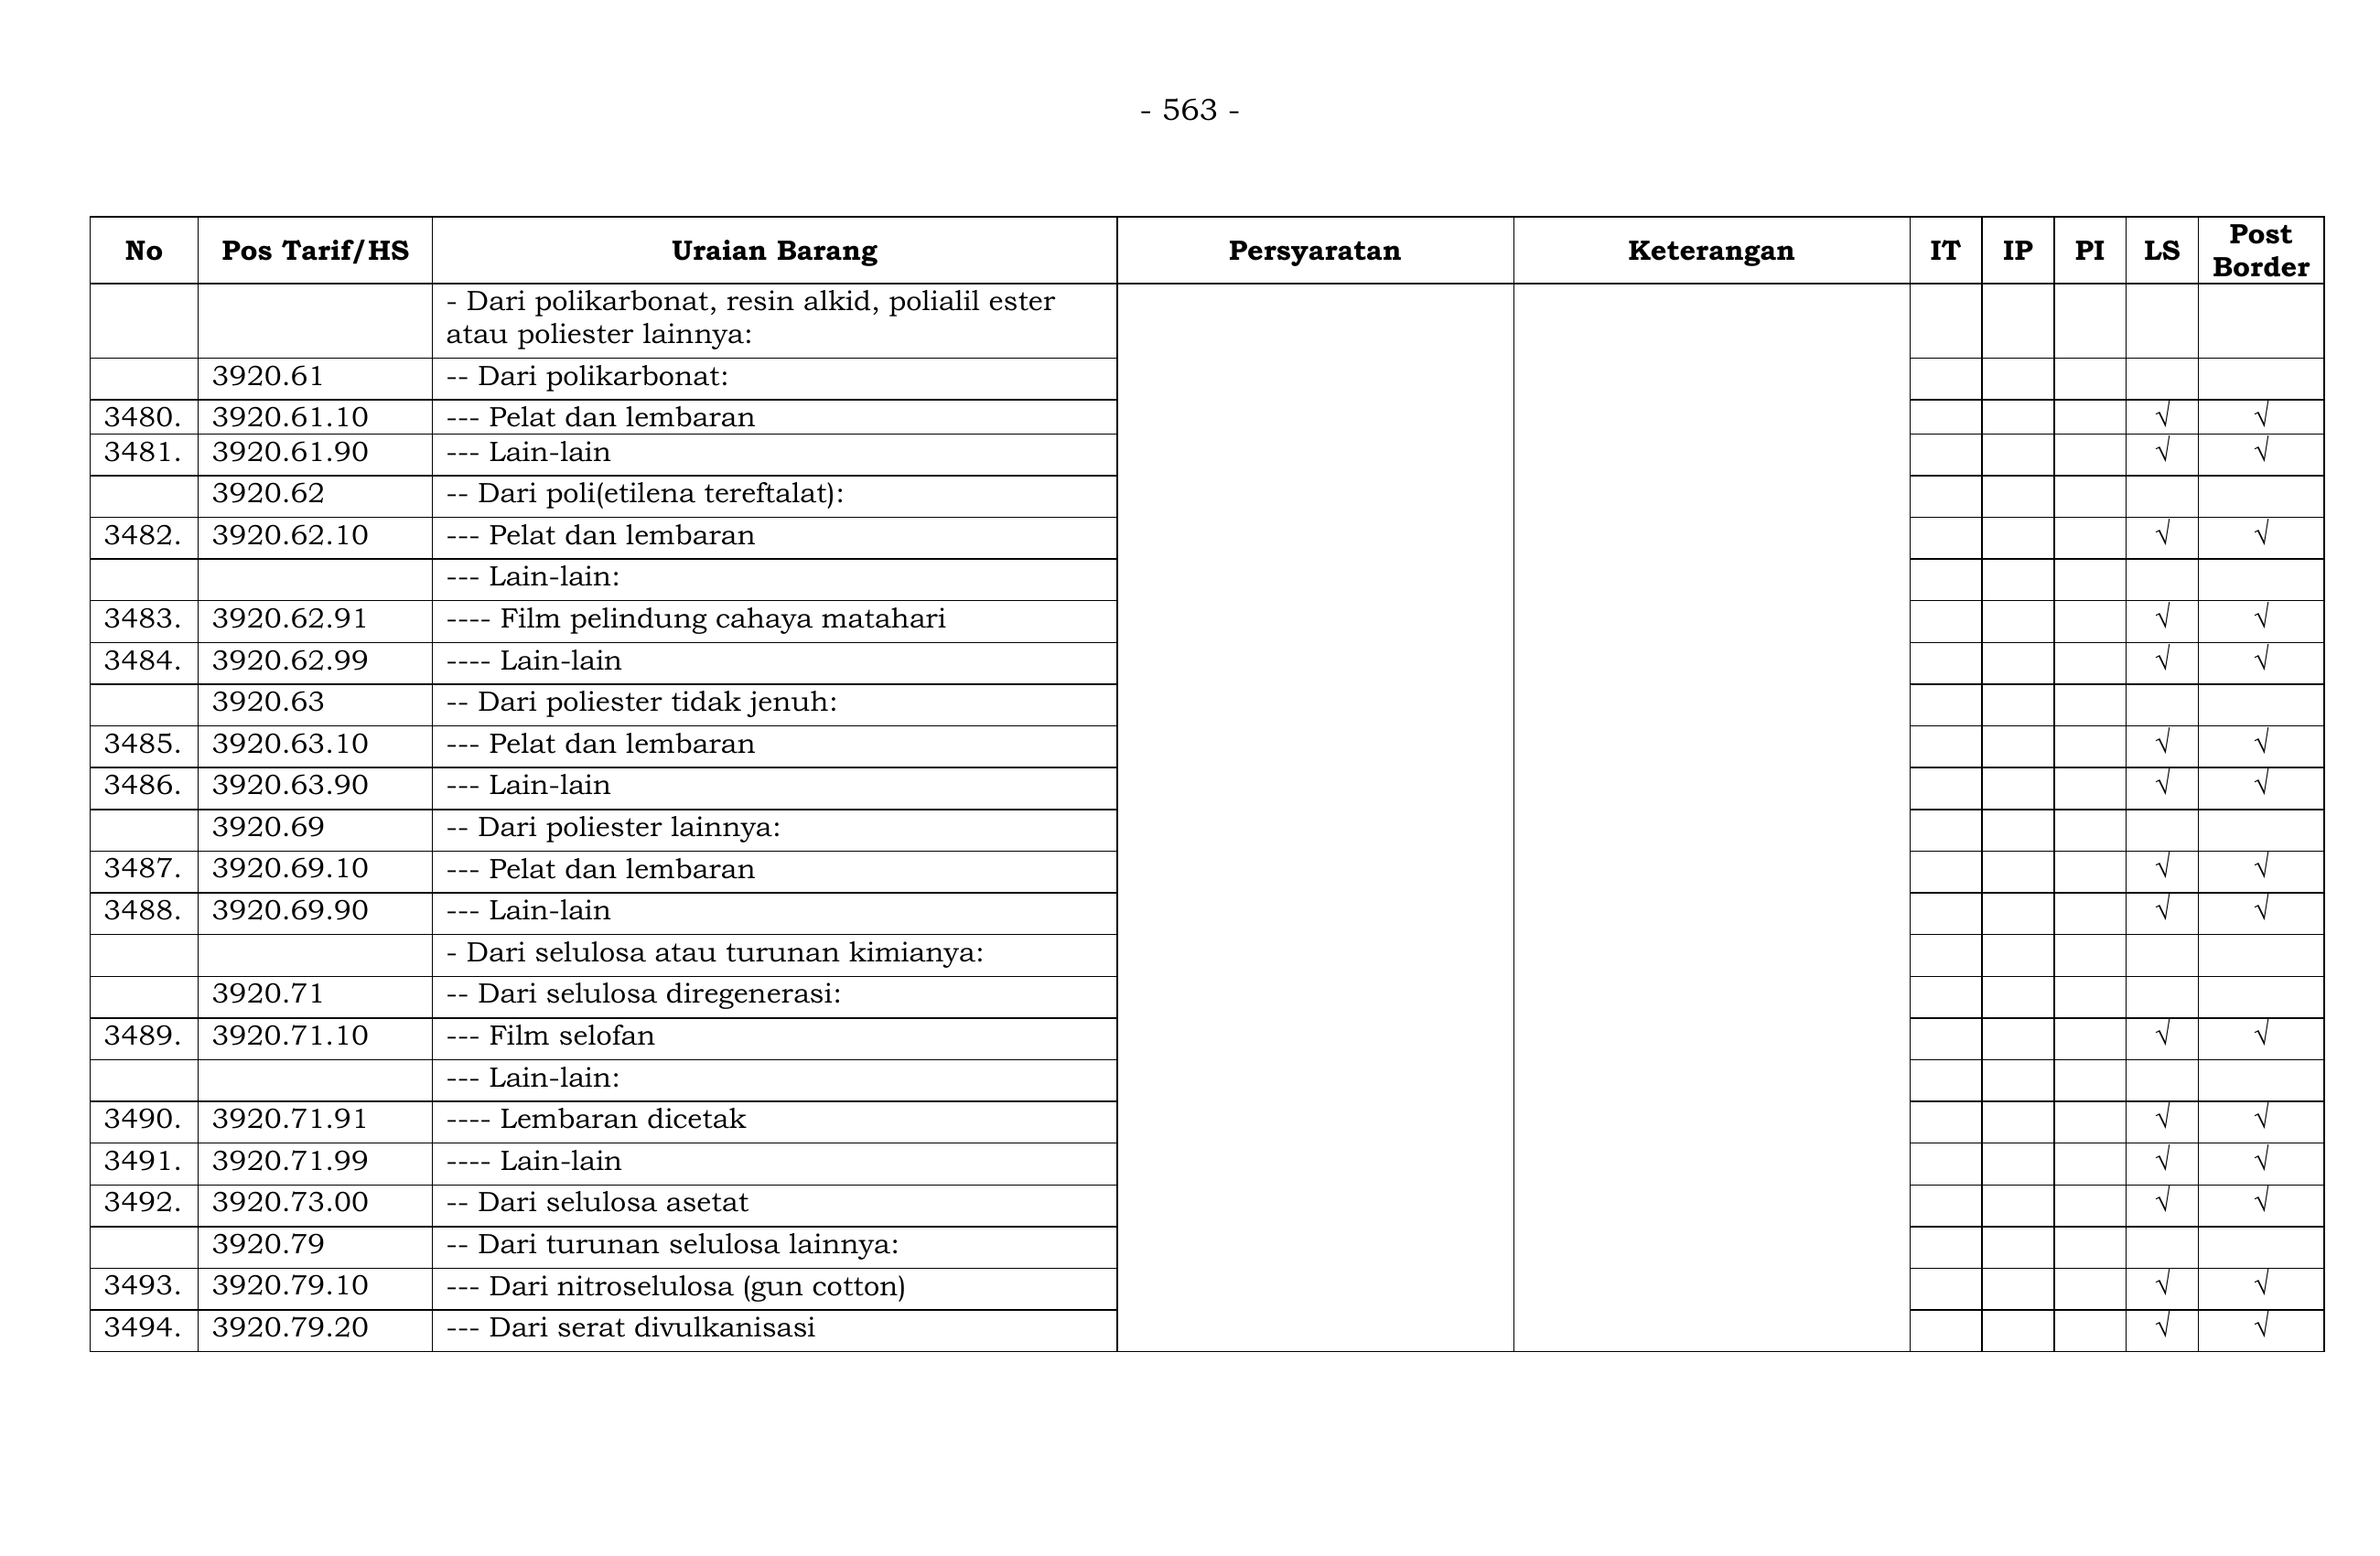 - 563 -
No Pos Tarif/HS Uraian Barang Persyaratan Keterangan IT IP PI LS Post Border
- Dari polikarbonat, resin alkid, polialil ester
atau poliester lainnya:
3920.61 -- Dari polikarbonat:
3480. 3920.61.10 --- Pelat dan lembaran √ √
3481. 3920.61.90 --- Lain-lain √ √
3920.62 -- Dari poli(etilena tereftalat):
3482. 3920.62.10 --- Pelat dan lembaran √ √
--- Lain-lain:
3483. 3920.62.91 ---- Film pelindung cahaya matahari √ √
3484. 3920.62.99 ---- Lain-lain √ √
3920.63 -- Dari poliester tidak jenuh:
3485. 3920.63.10 --- Pelat dan lembaran √ √
3486. 3920.63.90 --- Lain-lain √ √
3920.69 -- Dari poliester lainnya:
3487. 3920.69.10 --- Pelat dan lembaran √ √
3488. 3920.69.90 --- Lain-lain √ √
- Dari selulosa atau turunan kimianya:
3920.71 -- Dari selulosa diregenerasi:
3489. 3920.71.10 --- Film selofan √ √
--- Lain-lain:
3490. 3920.71.91 ---- Lembaran dicetak √ √
3491. 3920.71.99 ---- Lain-lain √ √
3492. 3920.73.00 -- Dari selulosa asetat √ √
3920.79 -- Dari turunan selulosa lainnya:
3493. 3920.79.10 --- Dari nitroselulosa (gun cotton) √ √
3494. 3920.79.20 --- Dari serat divulkanisasi √ √